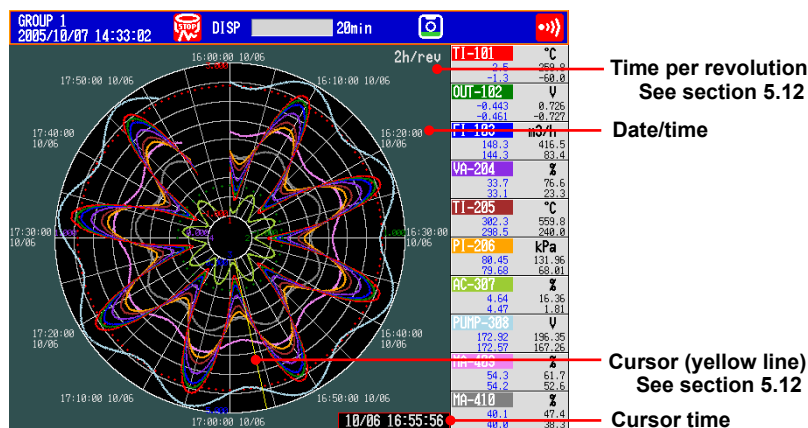 GROUP 1
2005/10/07 14:33:02
STOP
DISP
20min
2h/rev
16:00:00 10/06
16:10:00 10/06
16:20:00
10/06
16:30:00
10/06
16:40:00
10/06
16:50:00 10/06
17:00:00 10/06
17:10:00 10/06
17:20:00
10/06
17:30:00
10/06
17:40:00
10/06
17:50:00 10/06
TI-101 °C
-2.5 259.8
-1.3 -60.0
OUT-102 V
-0.443 0.726
-0.461 -0.727
FI-103 m3/h
148.3 416.5
144.3 83.4
VA-204 %
33.7 76.6
33.1 23.3
TI-205 °C
302.3 559.8
298.5 240.0
PI-206 kPa
80.45 131.96
79.68 68.01
AC-307 %
4.64 16.36
4.47 1.81
PUMP-308 V
172.92 196.35
172.57 167.26
MA-409 %
54.3 61.7
54.2 52.6
MA-410 %
40.1 47.4
40.0 38.3
10/06 16:55:56
Time per revolution
See section 5.12
Date/time
Cursor (yellow line)
See section 5.12
Cursor time